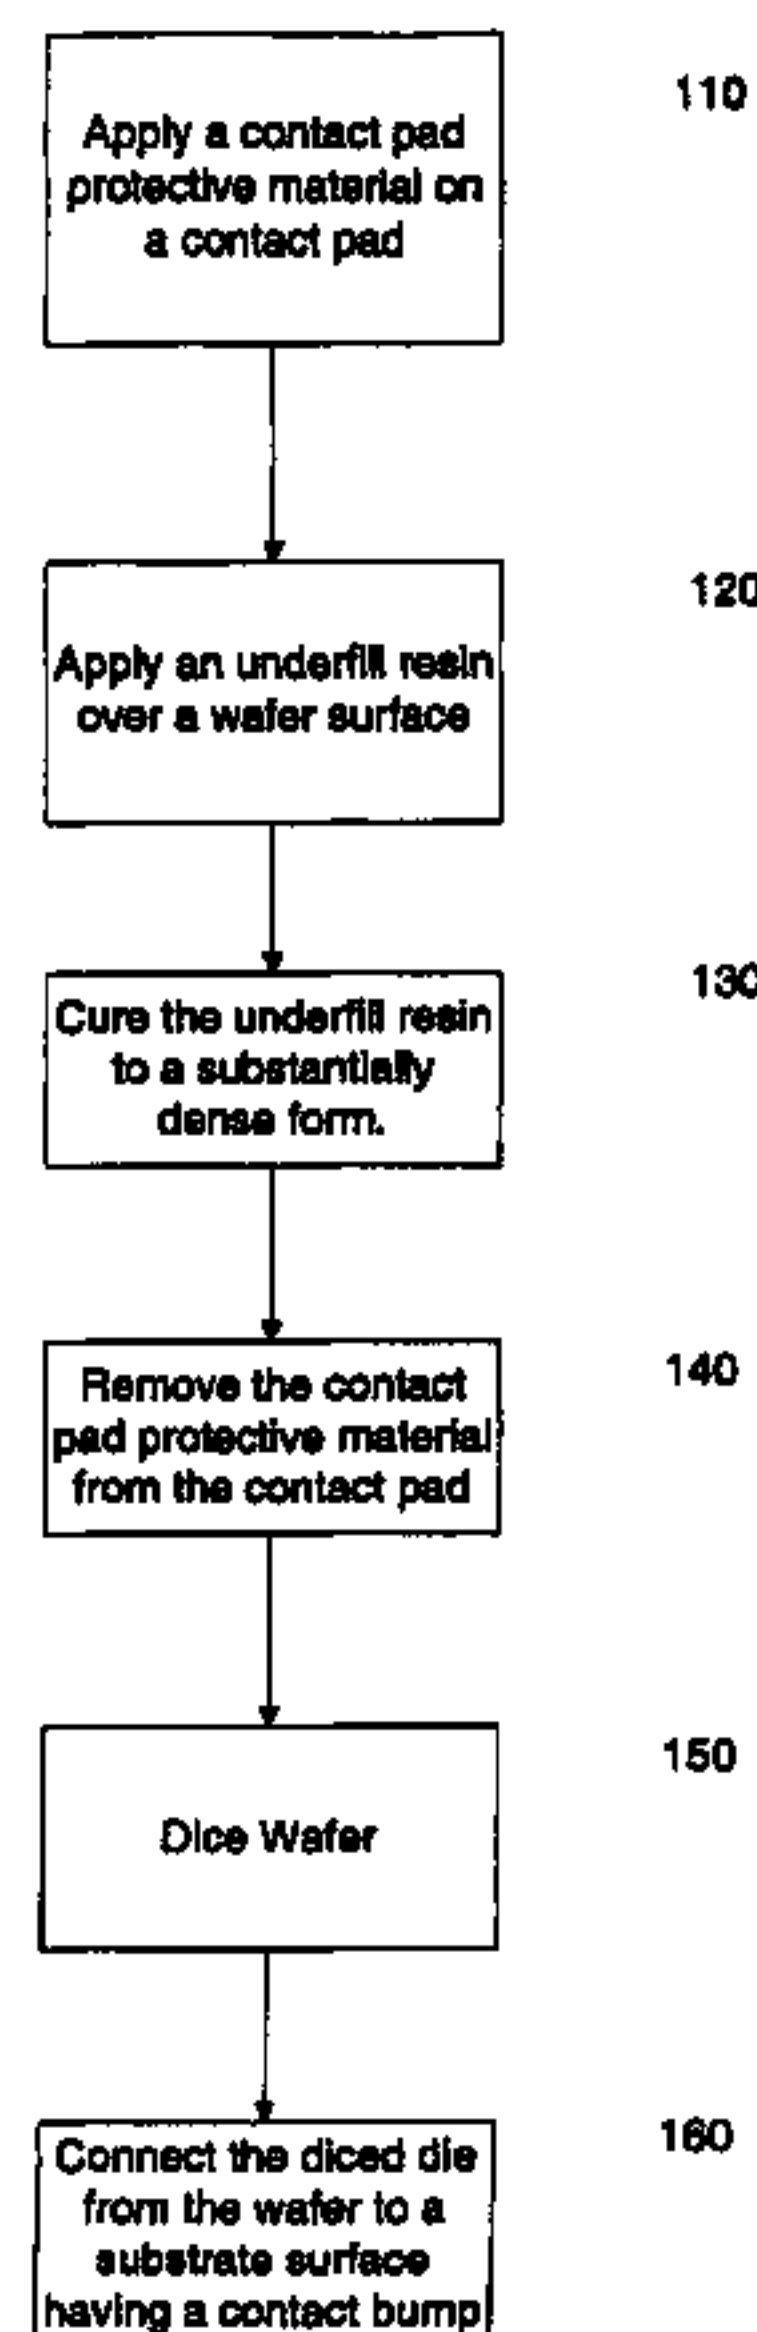 Apply a contact pad
protective material on
a contact pad
110
Apply an underfill resin
over a wafer surface
120
Cure the underfill resin
to a substantially
dense form.
130
Remove the contact
pad protective material
from the contact pad
140
Dice Wafer
150
Connect the diced die
from the wafer to a
substrate surface
having a contact bump
160